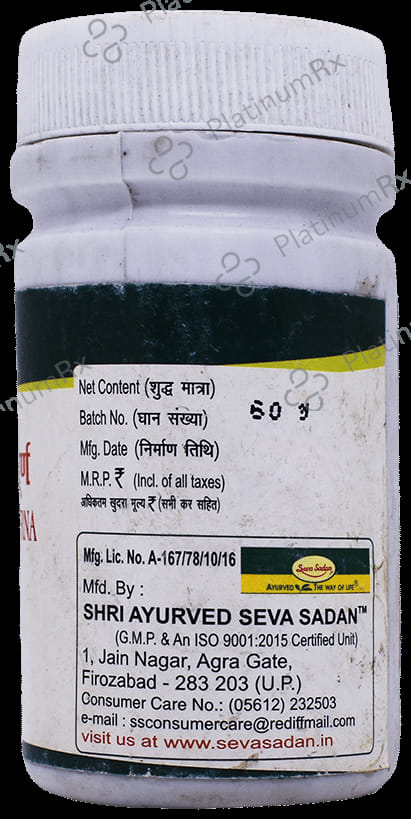 PlatinumRx
Net Content (शुद्ध मात्रा)
60
Batch No. (घान संख्या)
Mfg. Date (निर्माण तिथि)
M.R.P. ₹ (Incl. of all taxes)
अधिकतम खुदरा मूल्य ₹ (सभी कर सहित)
Mfg. Lic. No. A-167/78/10/16
Seva Sadan
AYURVED THE WAY OF LIFE
Mfd. By :
SHRI AYURVED SEVA SADAN™
(G.M.P. & An ISO 9001:2015 Certified Unit)
1, Jain Nagar, Agra Gate,
Firozabad - 283 203 (U.P.)
Consumer Care No.: (05612) 232503
e-mail : ssconsumercare@rediffmail.com
visit us at www.sevasadan.in